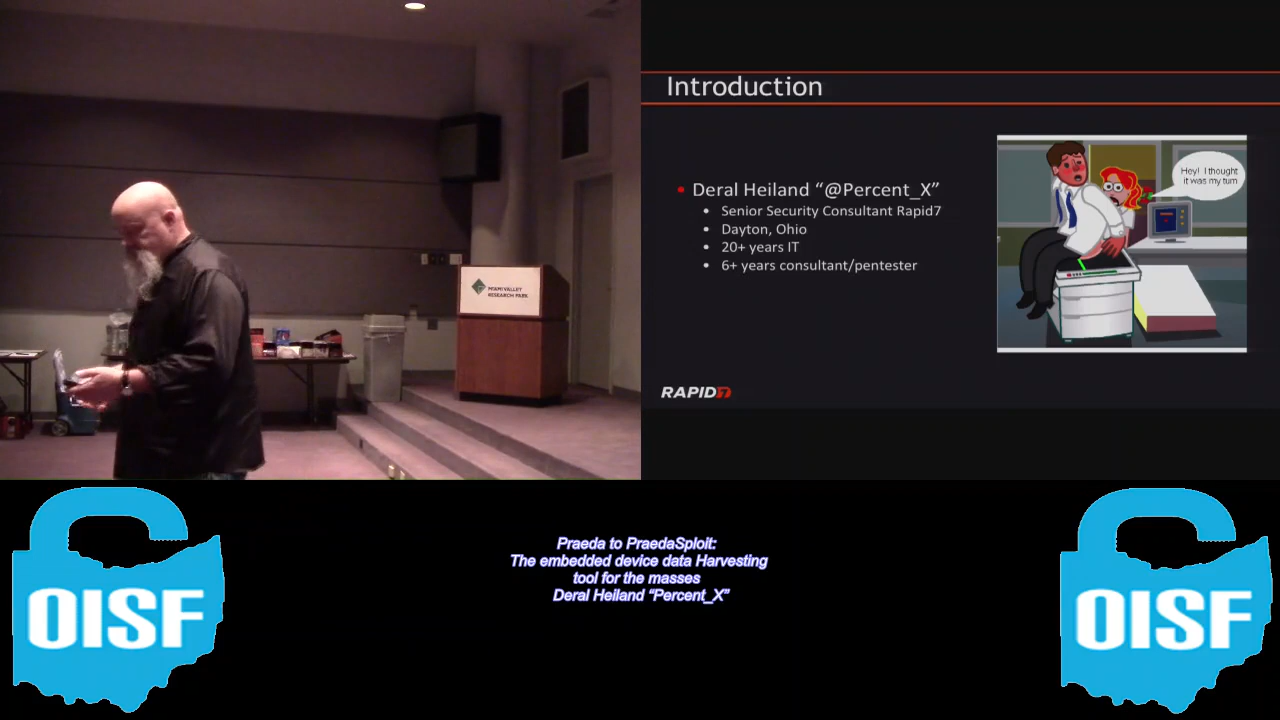 Introduction
Deral Heiland “@Percent_X”
Senior Security Consultant Rapid7
Dayton, Ohio
20+ years IT
6+ years consultant/pentester
Hey! I thought
it was my turn
RAPID7
MIAMI VALLEY
RESEARCH PARK
Praeda to PraedaSploit:
The embedded device data Harvesting
tool for the masses
Deral Heiland “Percent_X”
OISF
OISF